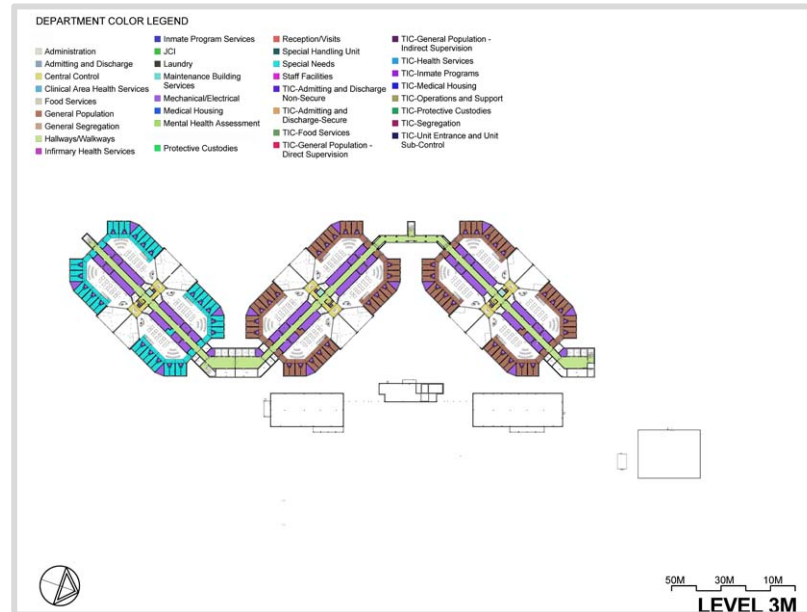 DEPARTMENT COLOR LEGEND
Administration
Admitting and Discharge
Central Control
Clinical Area Health Services
Food Services
General Population
General Segregation
Hallways/Walkways
Infirmary Health Services
Inmate Program Services
JCI
Laundry
Maintenance Building
Services
Mechanical/Electrical
Medical Housing
Mental Health Assessment
Protective Custodies
Reception/Visits
Special Handling Unit
Special Needs
Staff Facilities
TIC-Admitting and Discharge
Non-Secure
TIC-Admitting and
Discharge-Secure
TIC-Food Services
TIC-General Population -
Direct Supervision
TIC-General Population -
Indirect Supervision
TIC-Health Services
TIC-Inmate Programs
TIC-Medical Housing
TIC-Operations and Support
TIC-Protective Custodies
TIC-Segregation
TIC-Unit Entrance and Unit
Sub-Control
50M 30M 10M
LEVEL 3M